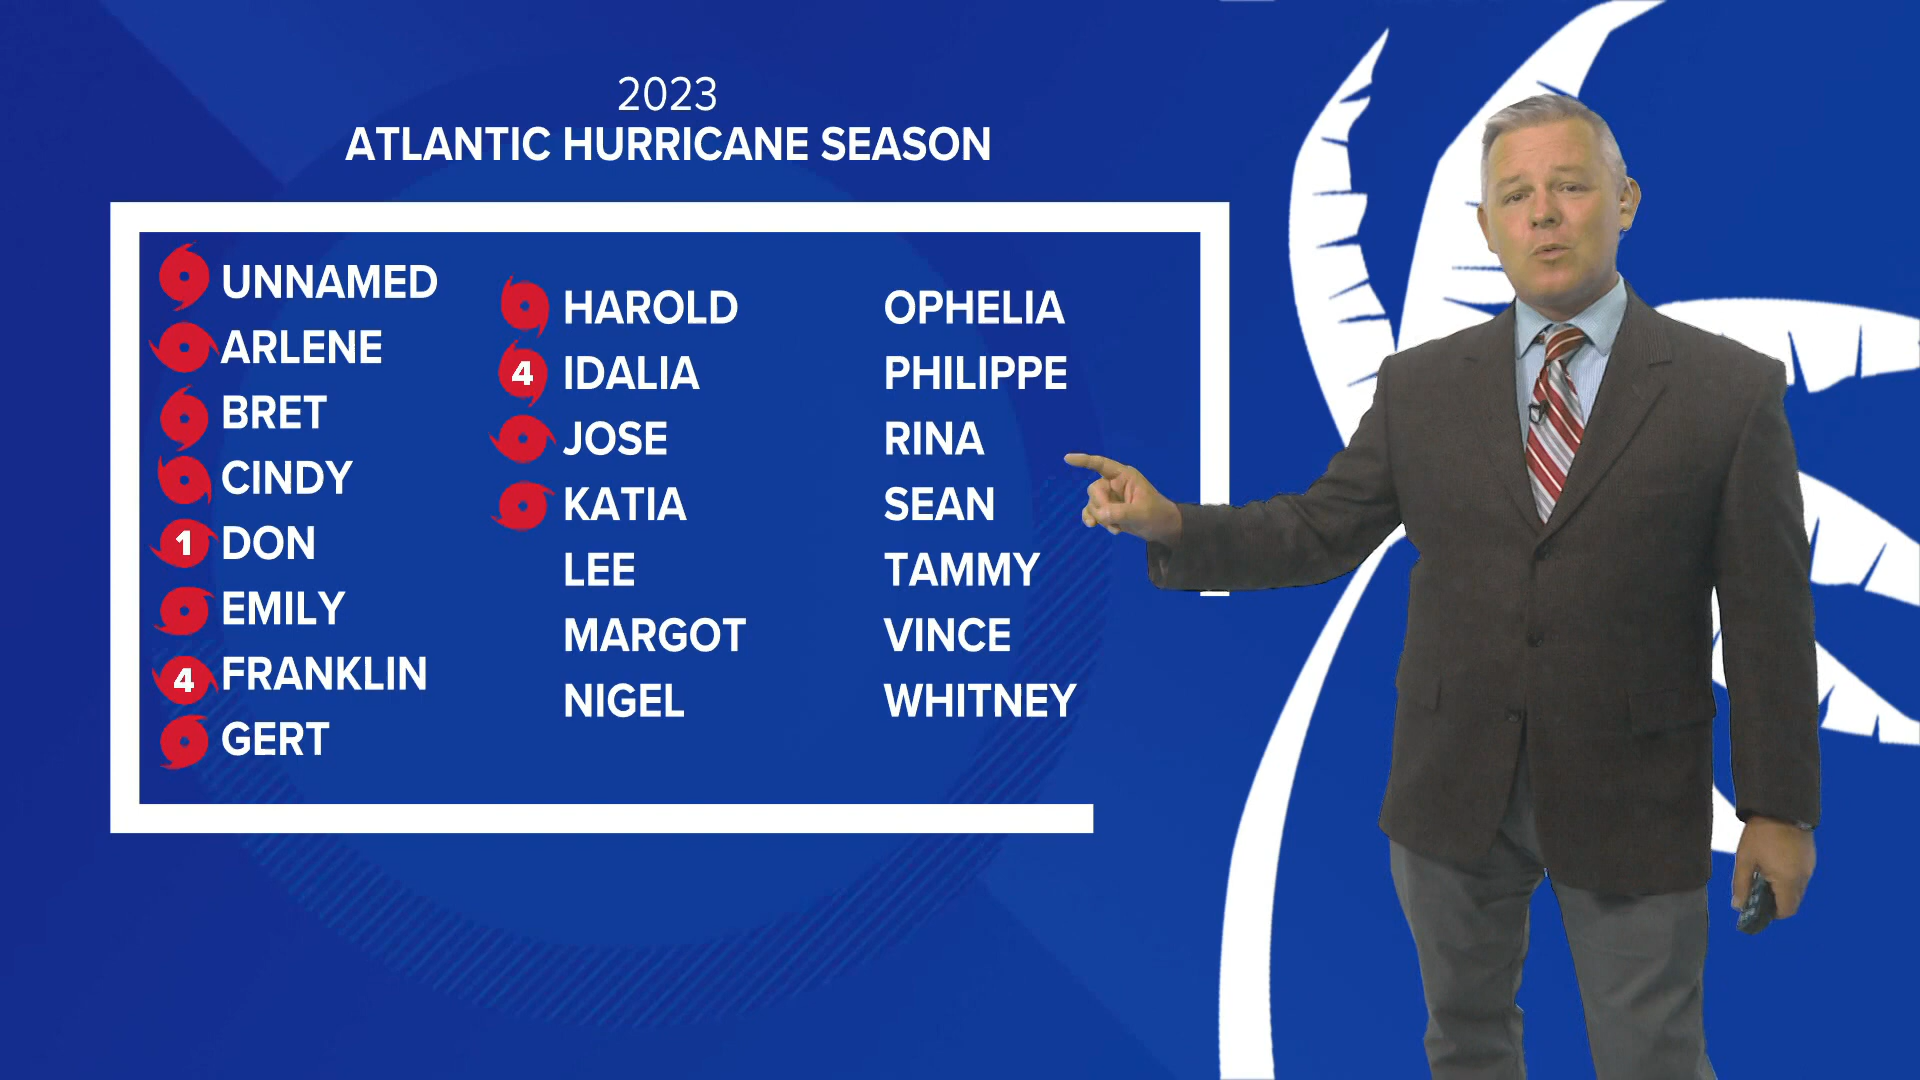 2023
ATLANTIC HURRICANE SEASON
UNNAMED
ARLENE
BRET
CINDY
1 DON
EMILY
4 FRANKLIN
GERT
HAROLD
4 IDALIA
JOSE
KATIA
LEE
MARGOT
NIGEL
OPHELIA
PHILIPPE
RINA
SEAN
TAMMY
VINCE
WHITNEY